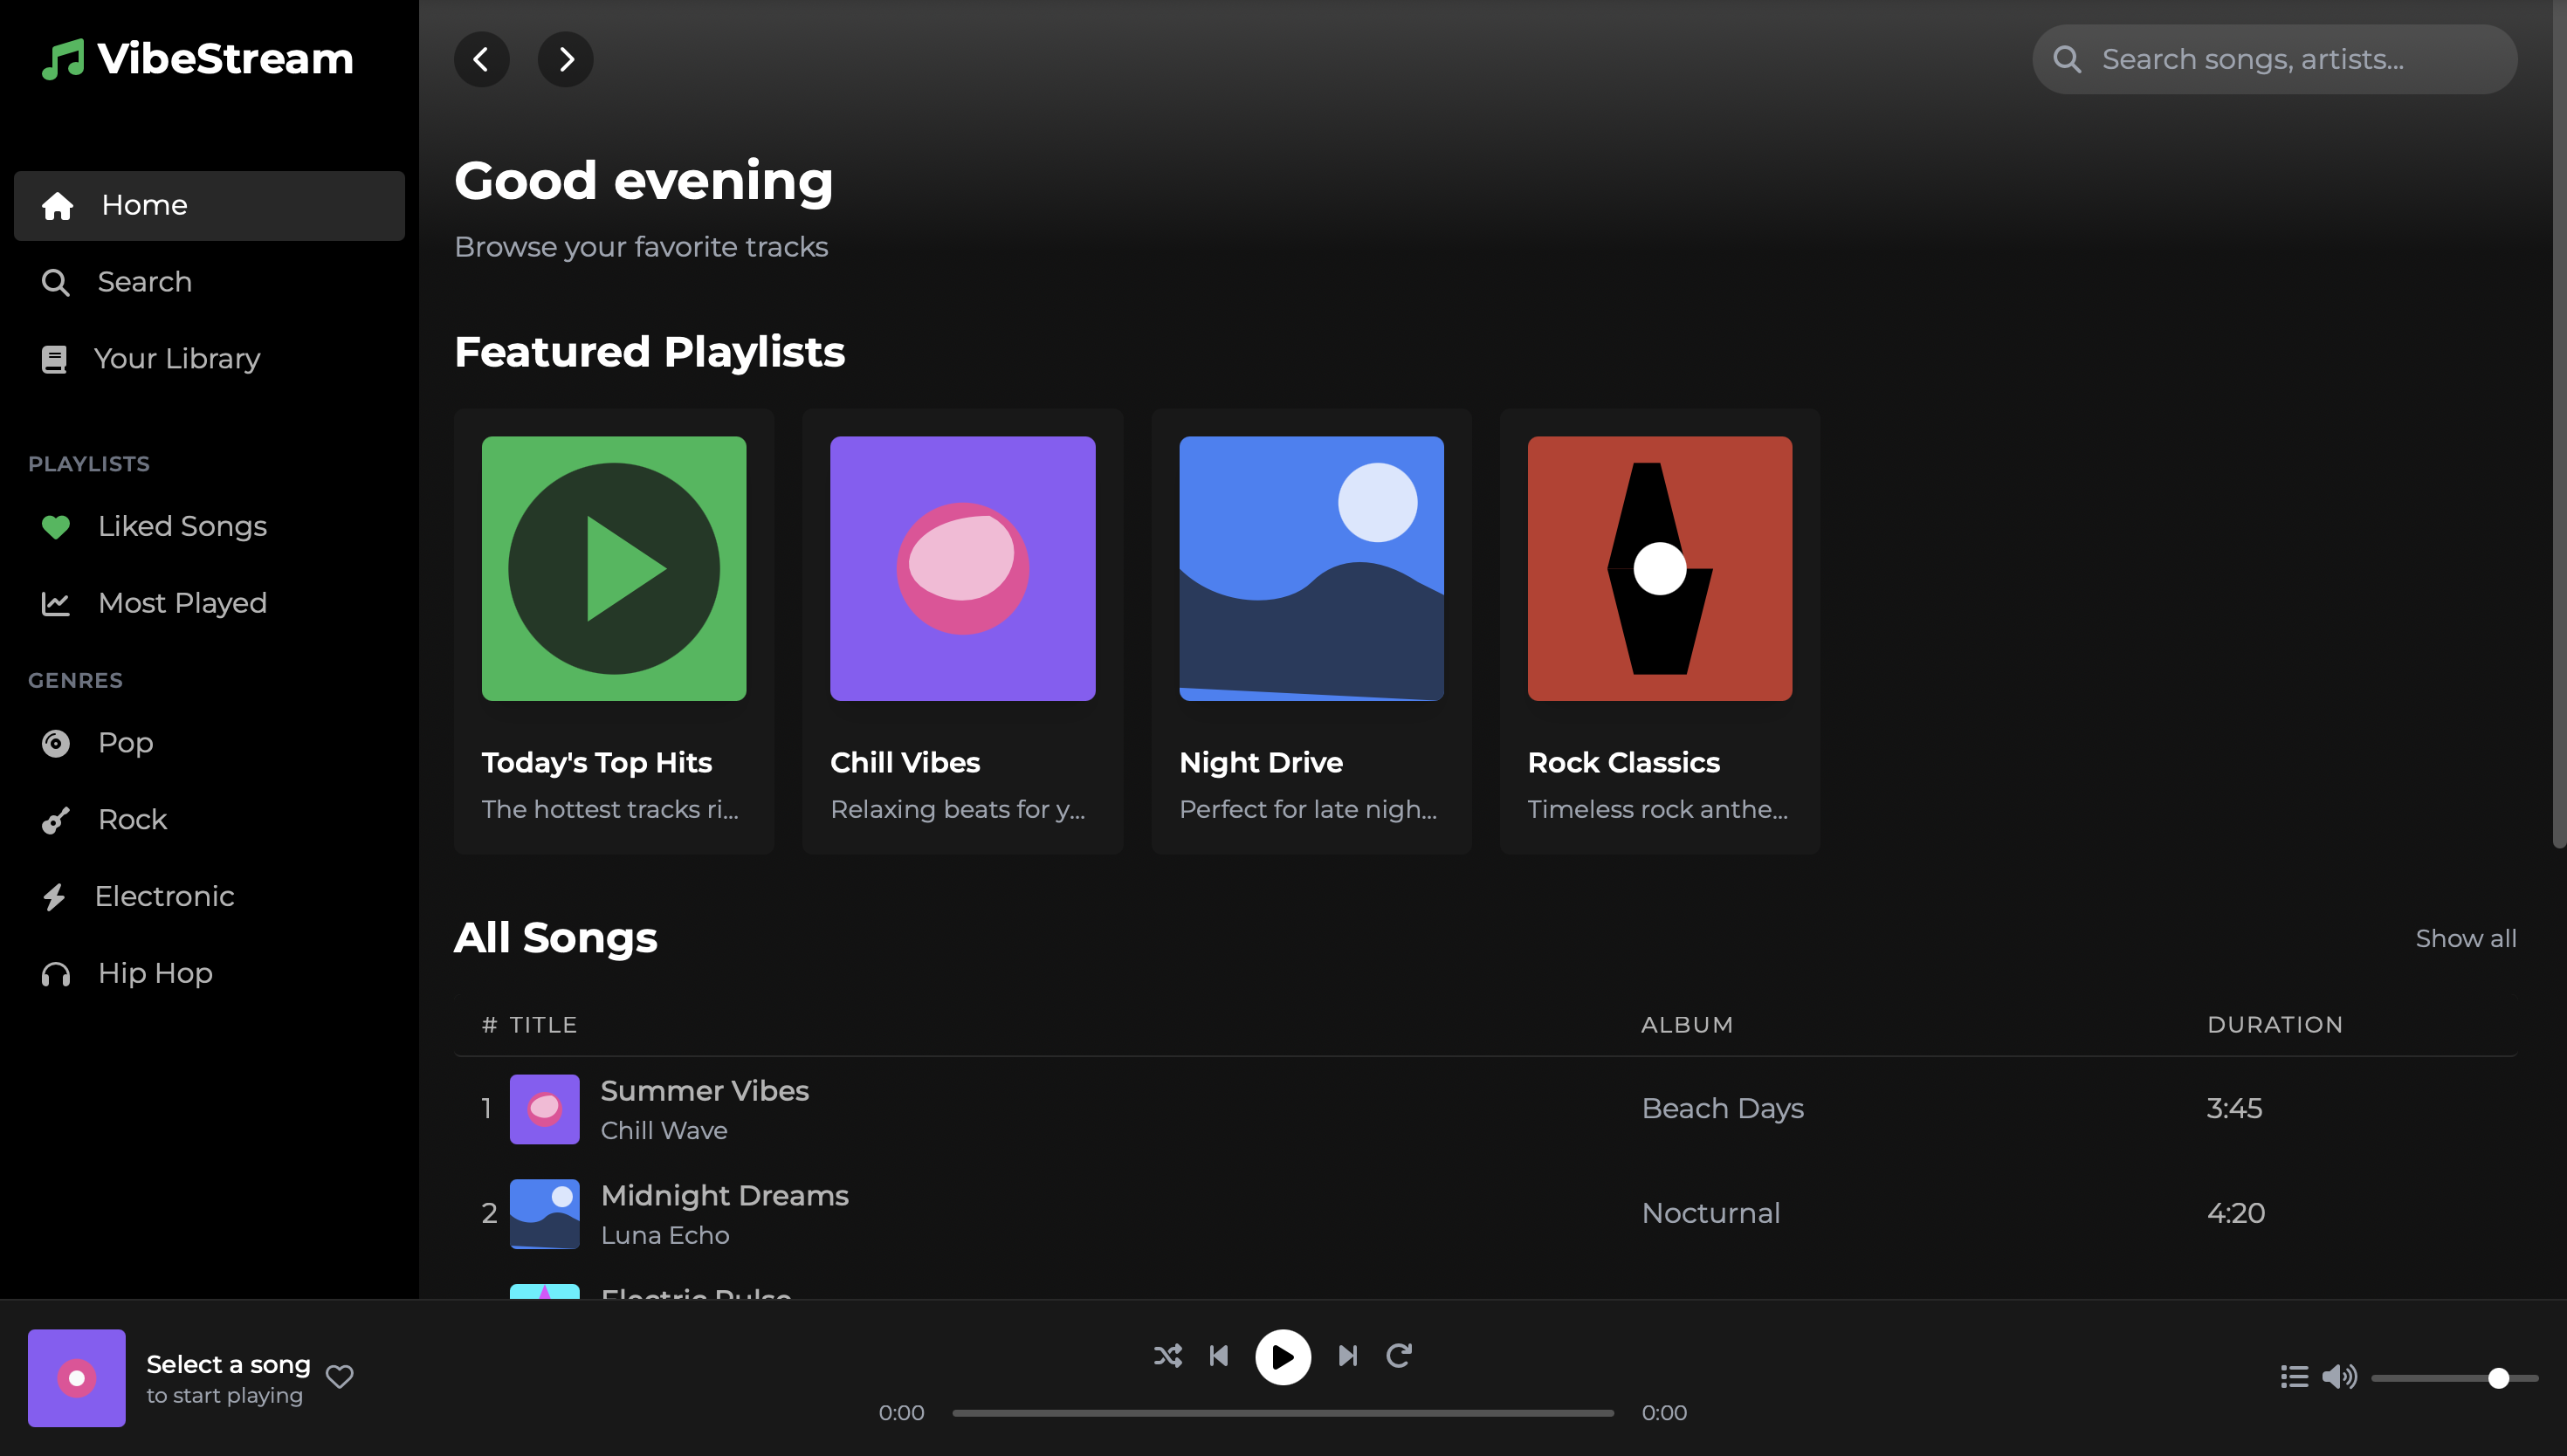 VibeStream
Search songs, artists...
Home
Search
Your Library
PLAYLISTS
Liked Songs
Most Played
GENRES
Pop
Rock
Electronic
Hip Hop
Good evening
Browse your favorite tracks
Featured Playlists
Today's Top Hits
The hottest tracks ri...
Chill Vibes
Relaxing beats for y...
Night Drive
Perfect for late nigh...
Rock Classics
Timeless rock anthe...
All Songs
Show all
# TITLE ALBUM DURATION
1 Summer Vibes Beach Days 3:45
Chill Wave
2 Midnight Dreams Nocturnal 4:20
Luna Echo
Electric Pulse
Select a song
to start playing
0:00 0:00